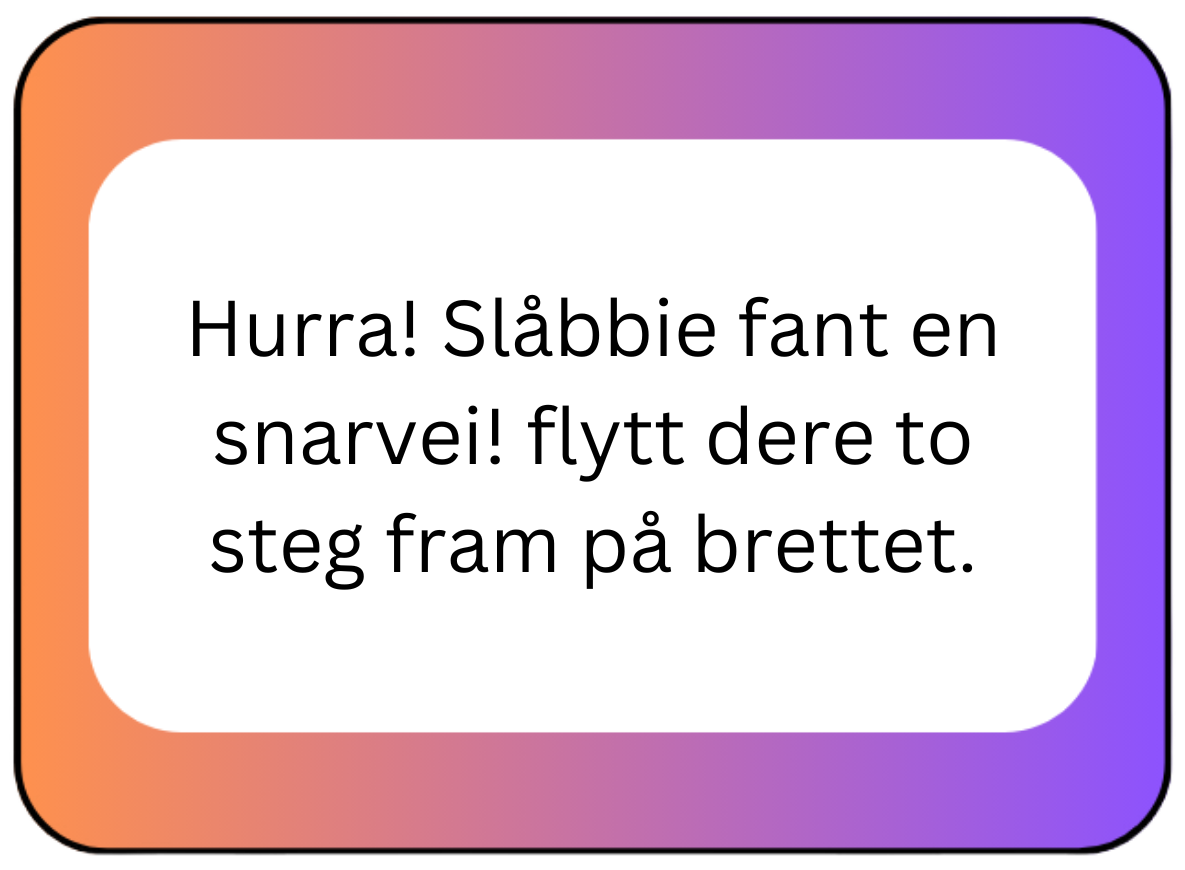 Hurra! Slåbbie fant en
snarvei! flytt dere to
steg fram på brettet.